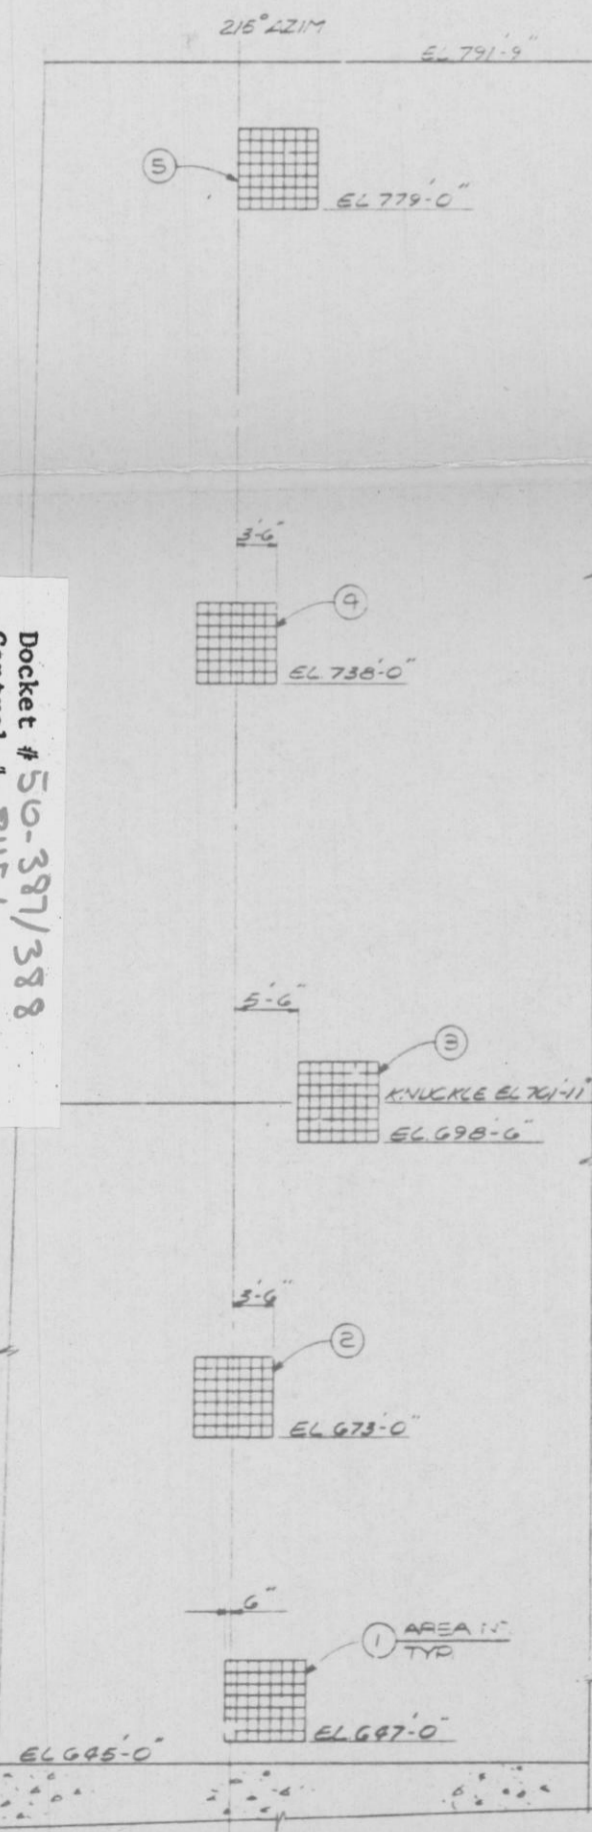 215° AZIM
EL 791'-9"
5
EL 779'-0"
3'-6"
4
EL 738'-0"
Docket # 50-387/388
Control #
5'-6"
3
KNUCKLE EL 701'-11"
EL 698'-6"
3'-6"
2
EL 673'-0"
6"
1 AREA Nº
TYP.
EL 647'-0"
EL 645'-0"